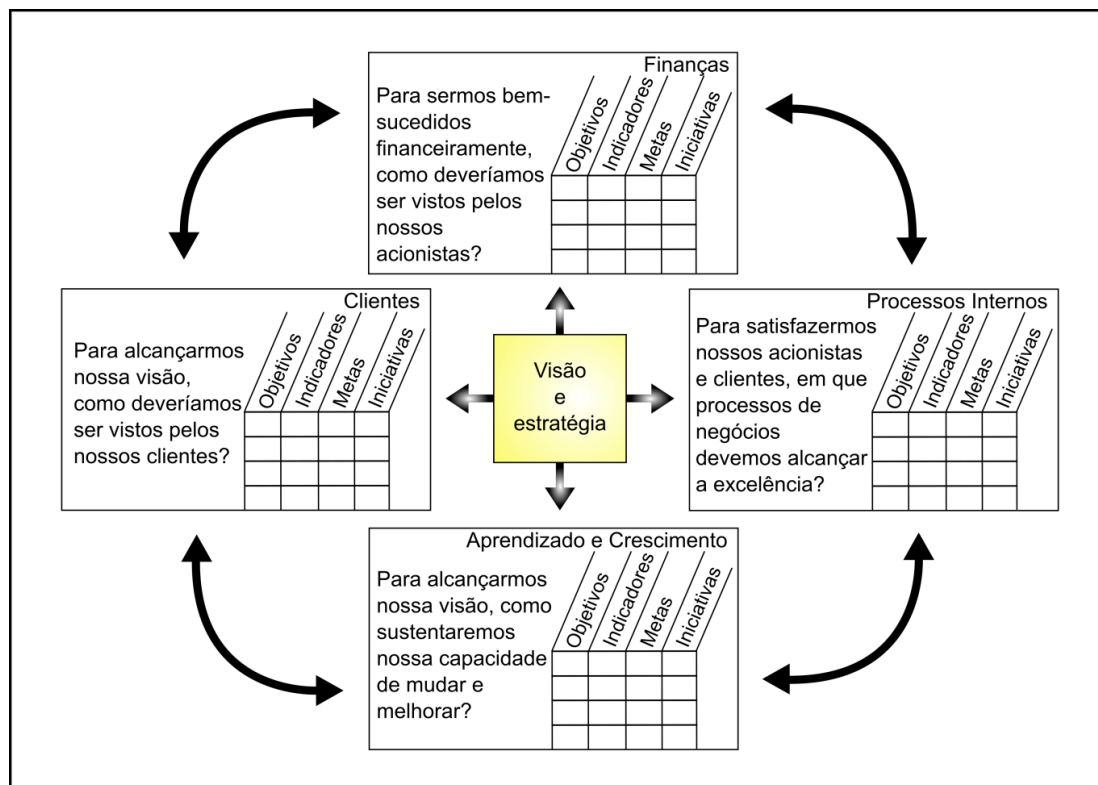 Finanças
Para sermos bem-
sucedidos
financeiramente,
como deveríamos
ser vistos pelos
nossos
acionistas?
Objetivos
Indicadores
Metas
Iniciativas
Clientes
Para alcançarmos
nossa visão,
como deveríamos
ser vistos pelos
nossos clientes?
Objetivos
Indicadores
Metas
Iniciativas
Visão
e
estratégia
Processos Internos
Para satisfazermos
nossos acionistas
e clientes, em que
processos de
negócios
devemos alcançar
a excelência?
Objetivos
Indicadores
Metas
Iniciativas
Aprendizado e Crescimento
Para alcançarmos
nossa visão, como
sustentaremos
nossa capacidade
de mudar e
melhorar?
Objetivos
Indicadores
Metas
Iniciativas